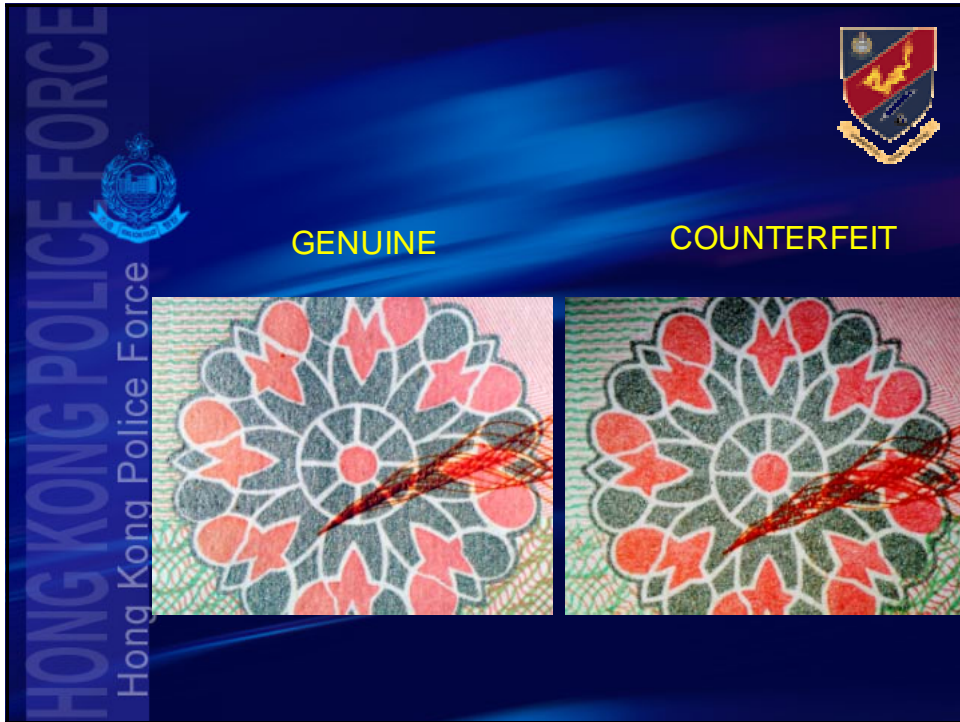 HONG KONG POLICE FORCE
Hong Kong Police Force
GENUINE
COUNTERFEIT